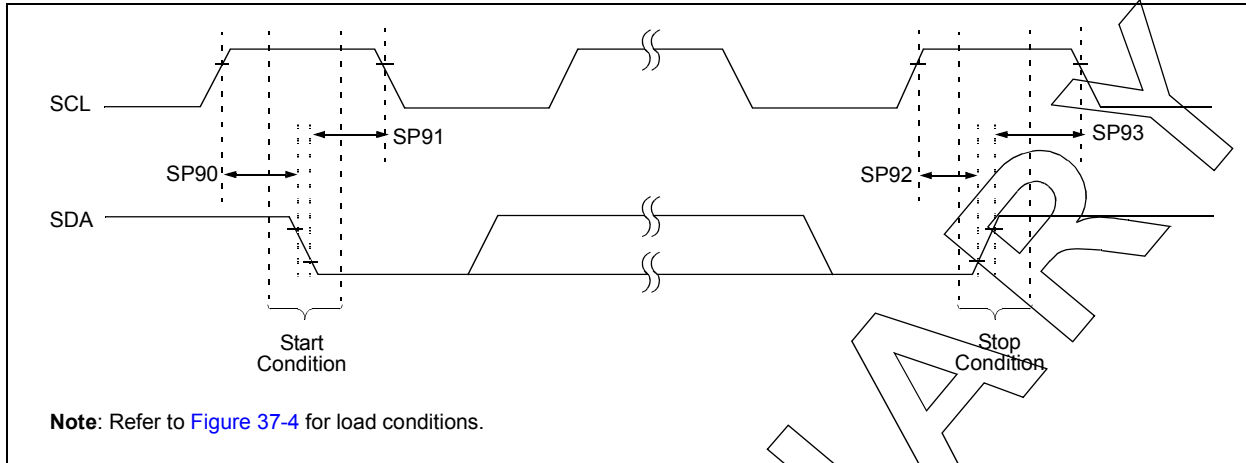 SCL
SP91
SP93
SP90
SP92
SDA
Start
Condition
Stop
Condition
Note: Refer to Figure 37-4 for load conditions.
ARY